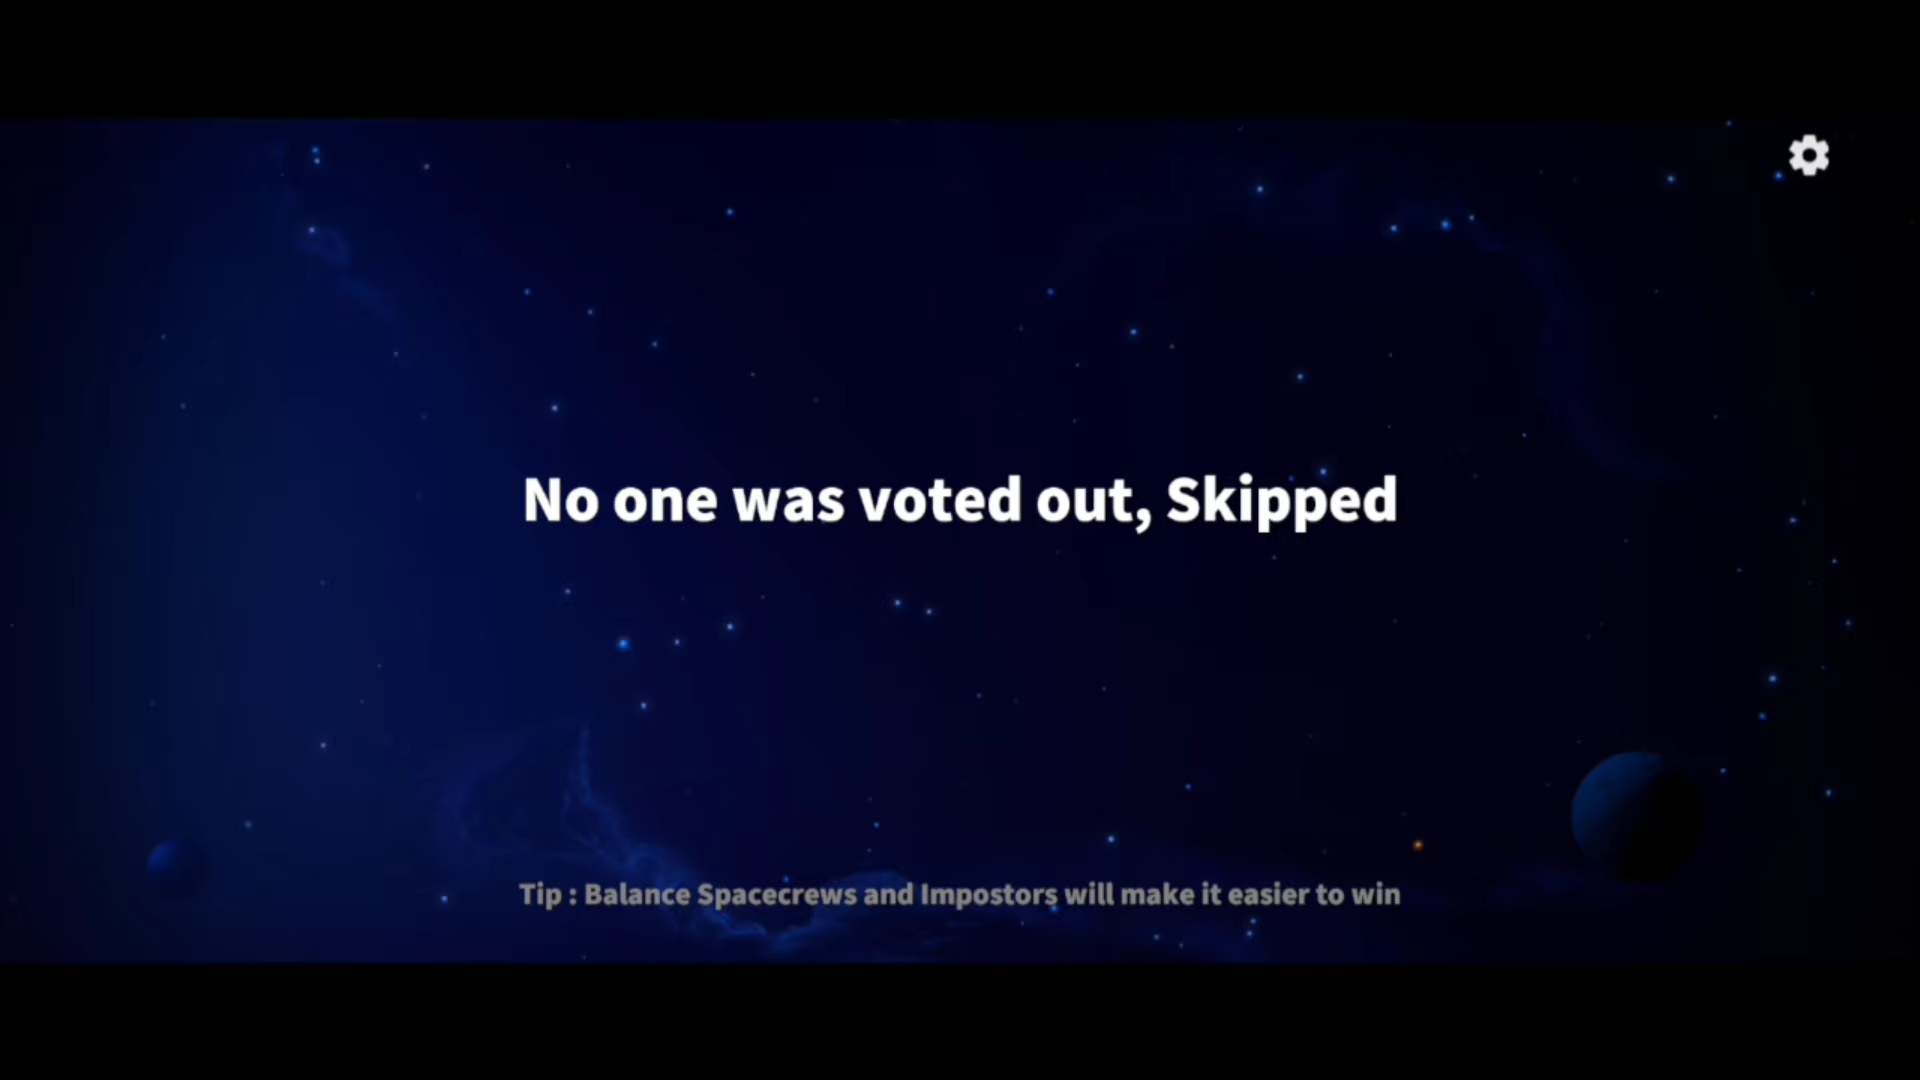 No one was voted out, Skipped
Tip : Balance Spacecrews and Impostors will make it easier to win